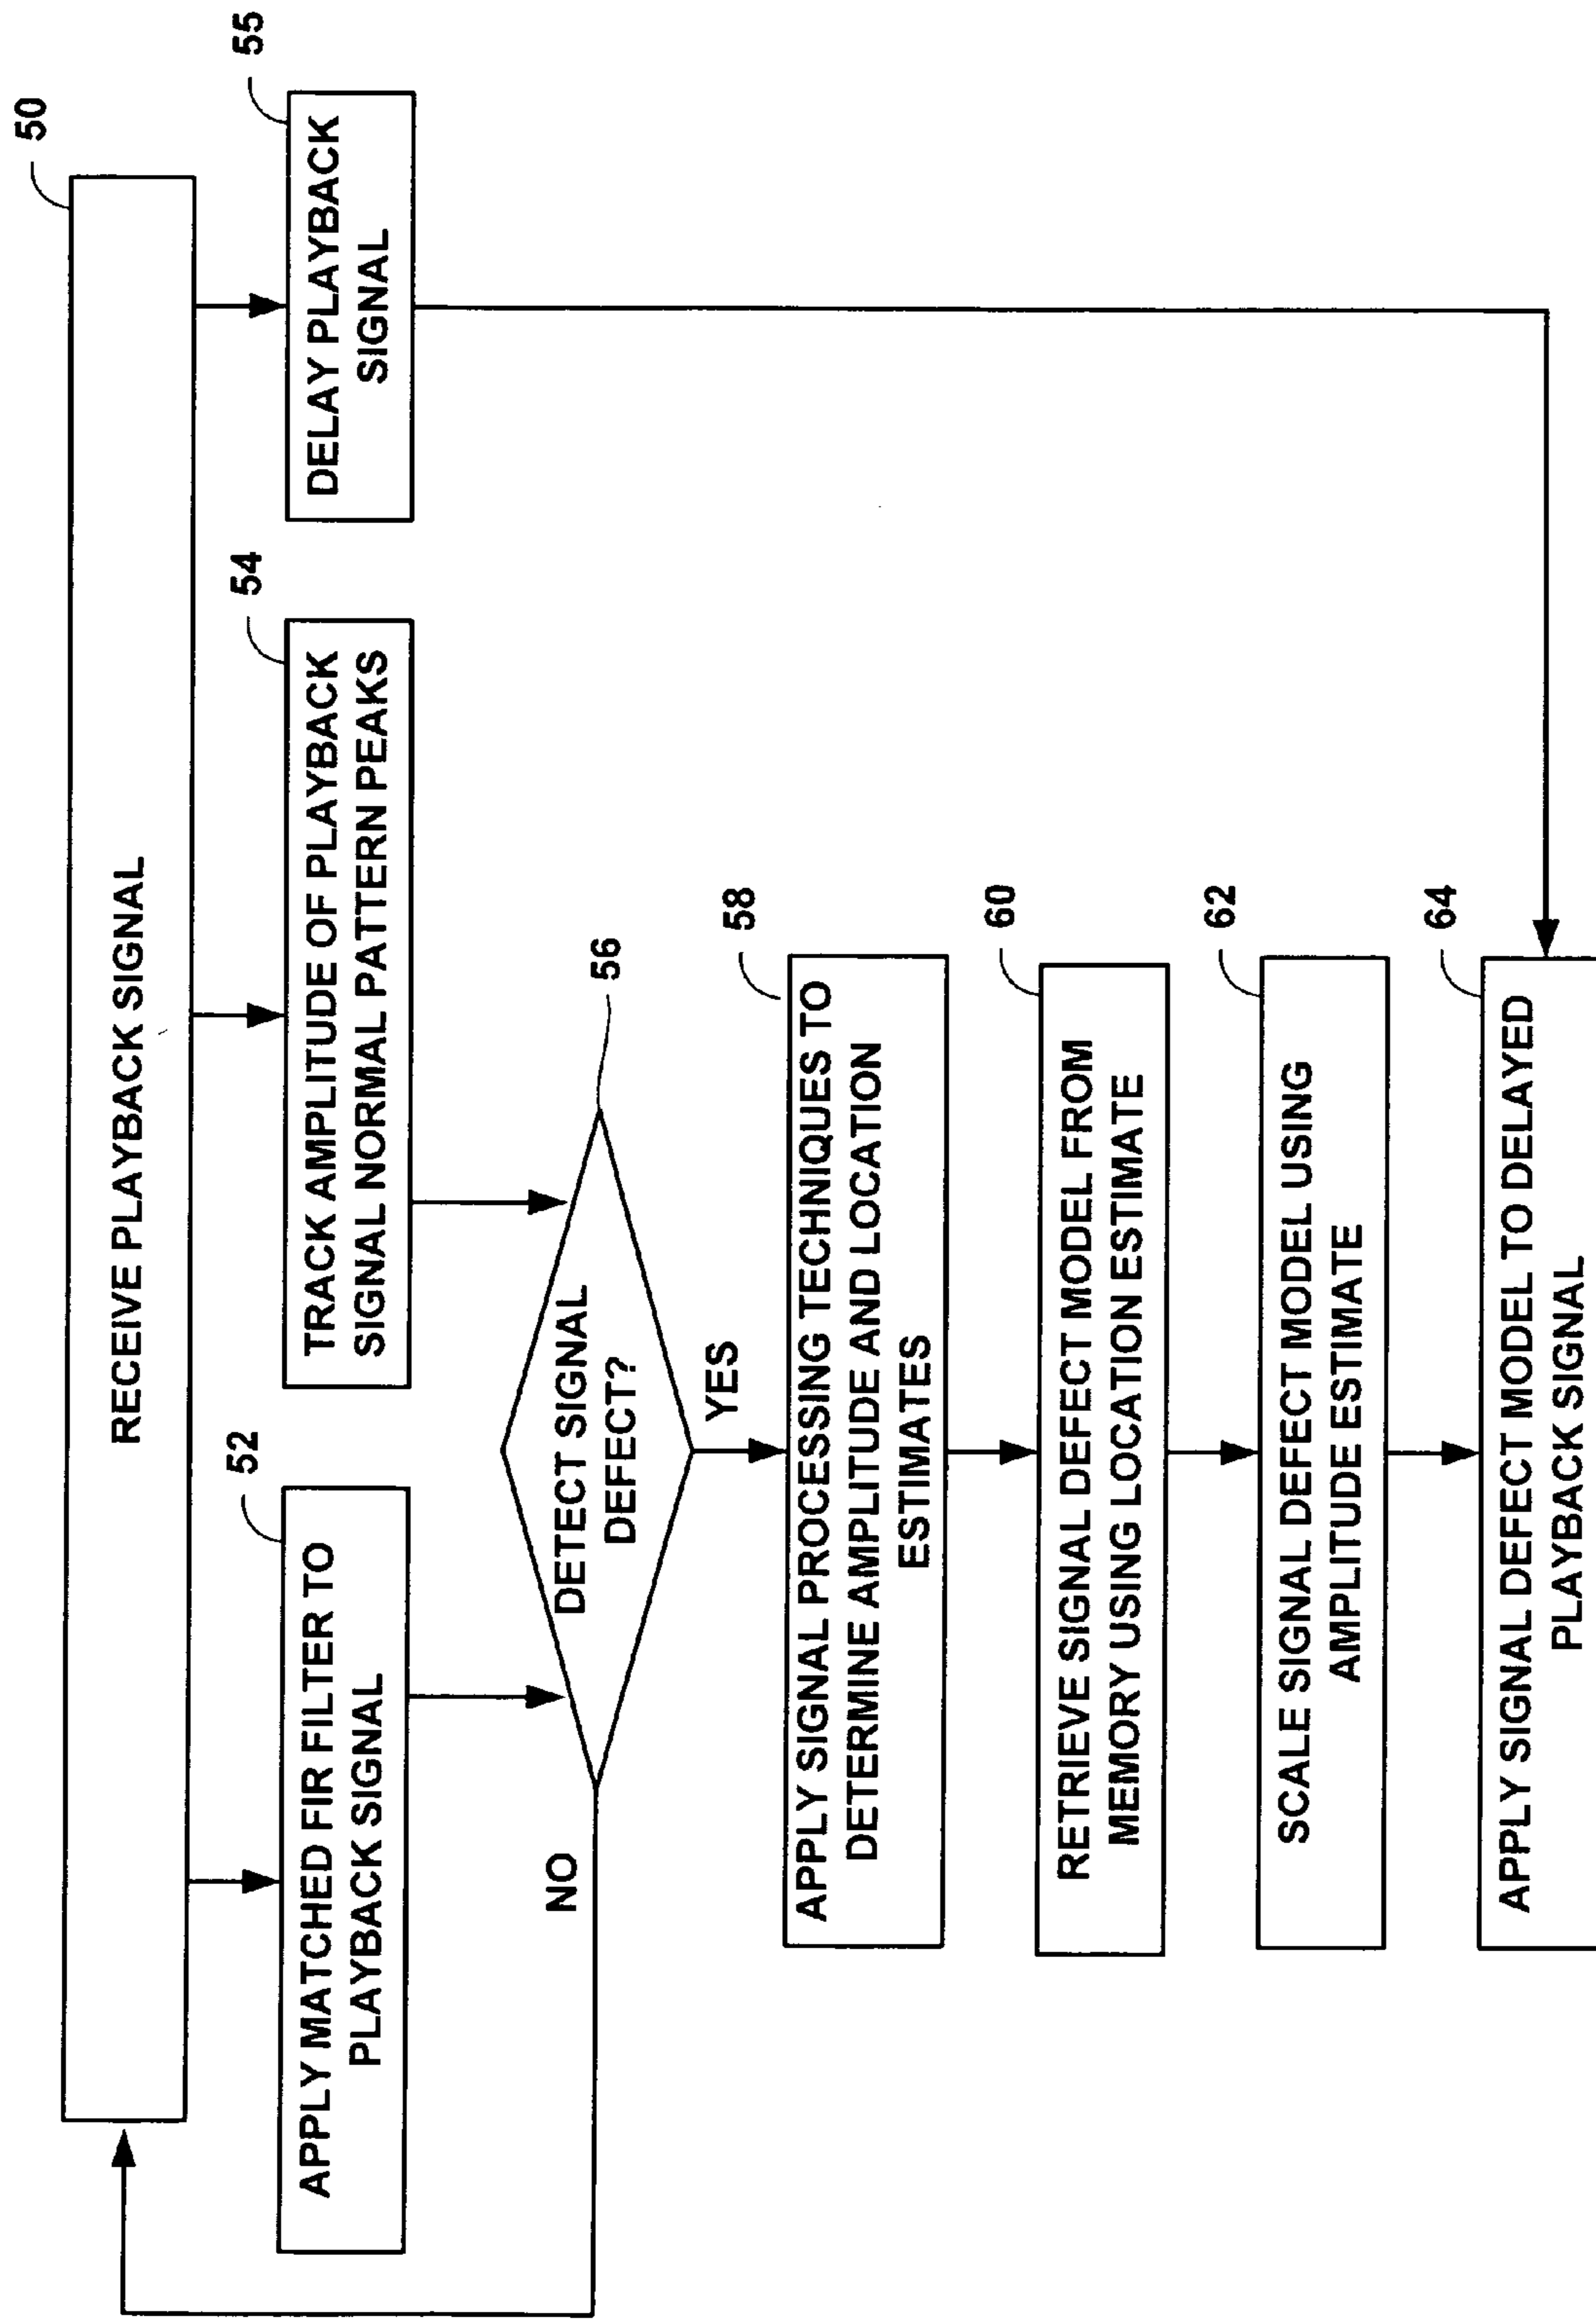 50
RECEIVE PLAYBACK SIGNAL
52
APPLY MATCHED FIR FILTER TO
PLAYBACK SIGNAL
54
TRACK AMPLITUDE OF PLAYBACK
SIGNAL NORMAL PATTERN PEAKS
55
DELAY PLAYBACK
SIGNAL
56
DETECT SIGNAL
DEFECT?
NO
YES
58
APPLY SIGNAL PROCESSING TECHNIQUES TO
DETERMINE AMPLITUDE AND LOCATION
ESTIMATES
60
RETRIEVE SIGNAL DEFECT MODEL FROM
MEMORY USING LOCATION ESTIMATE
62
SCALE SIGNAL DEFECT MODEL USING
AMPLITUDE ESTIMATE
64
APPLY SIGNAL DEFECT MODEL TO DELAYED
PLAYBACK SIGNAL